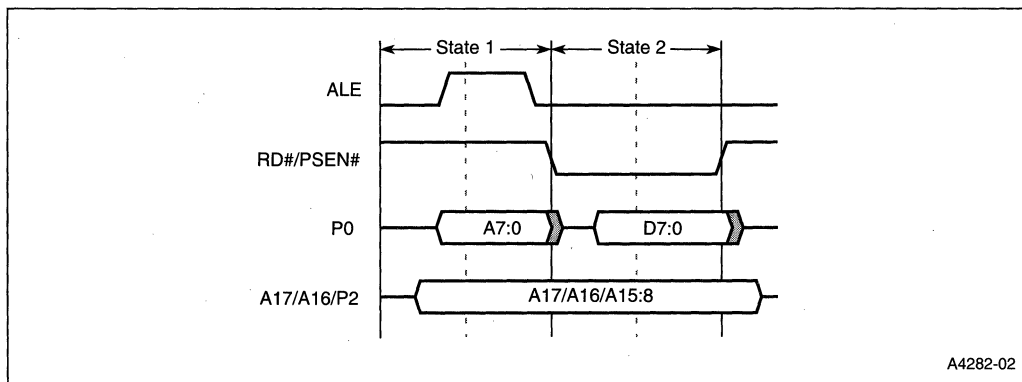 State 1 State 2
ALE
RD#/PSEN#
P0 A7:0 D7:0
A17/A16/P2 A17/A16/A15:8
A4282-02